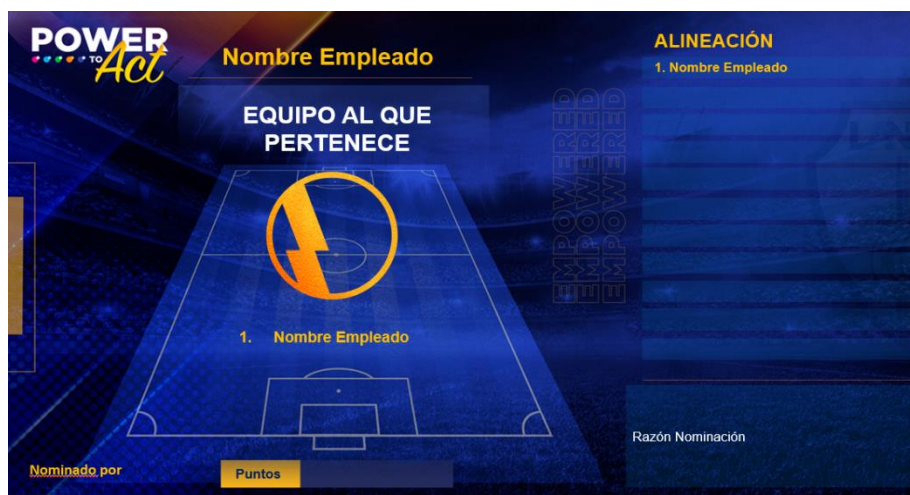 POWER
TO Act
Nombre Empleado
EQUIPO AL QUE
PERTENECE
1. Nombre Empleado
Nominado por
Puntos
EMPOWERED
EMPOWERED
EMPOWERED
ALINEACIÓN
1. Nombre Empleado
Razón Nominación